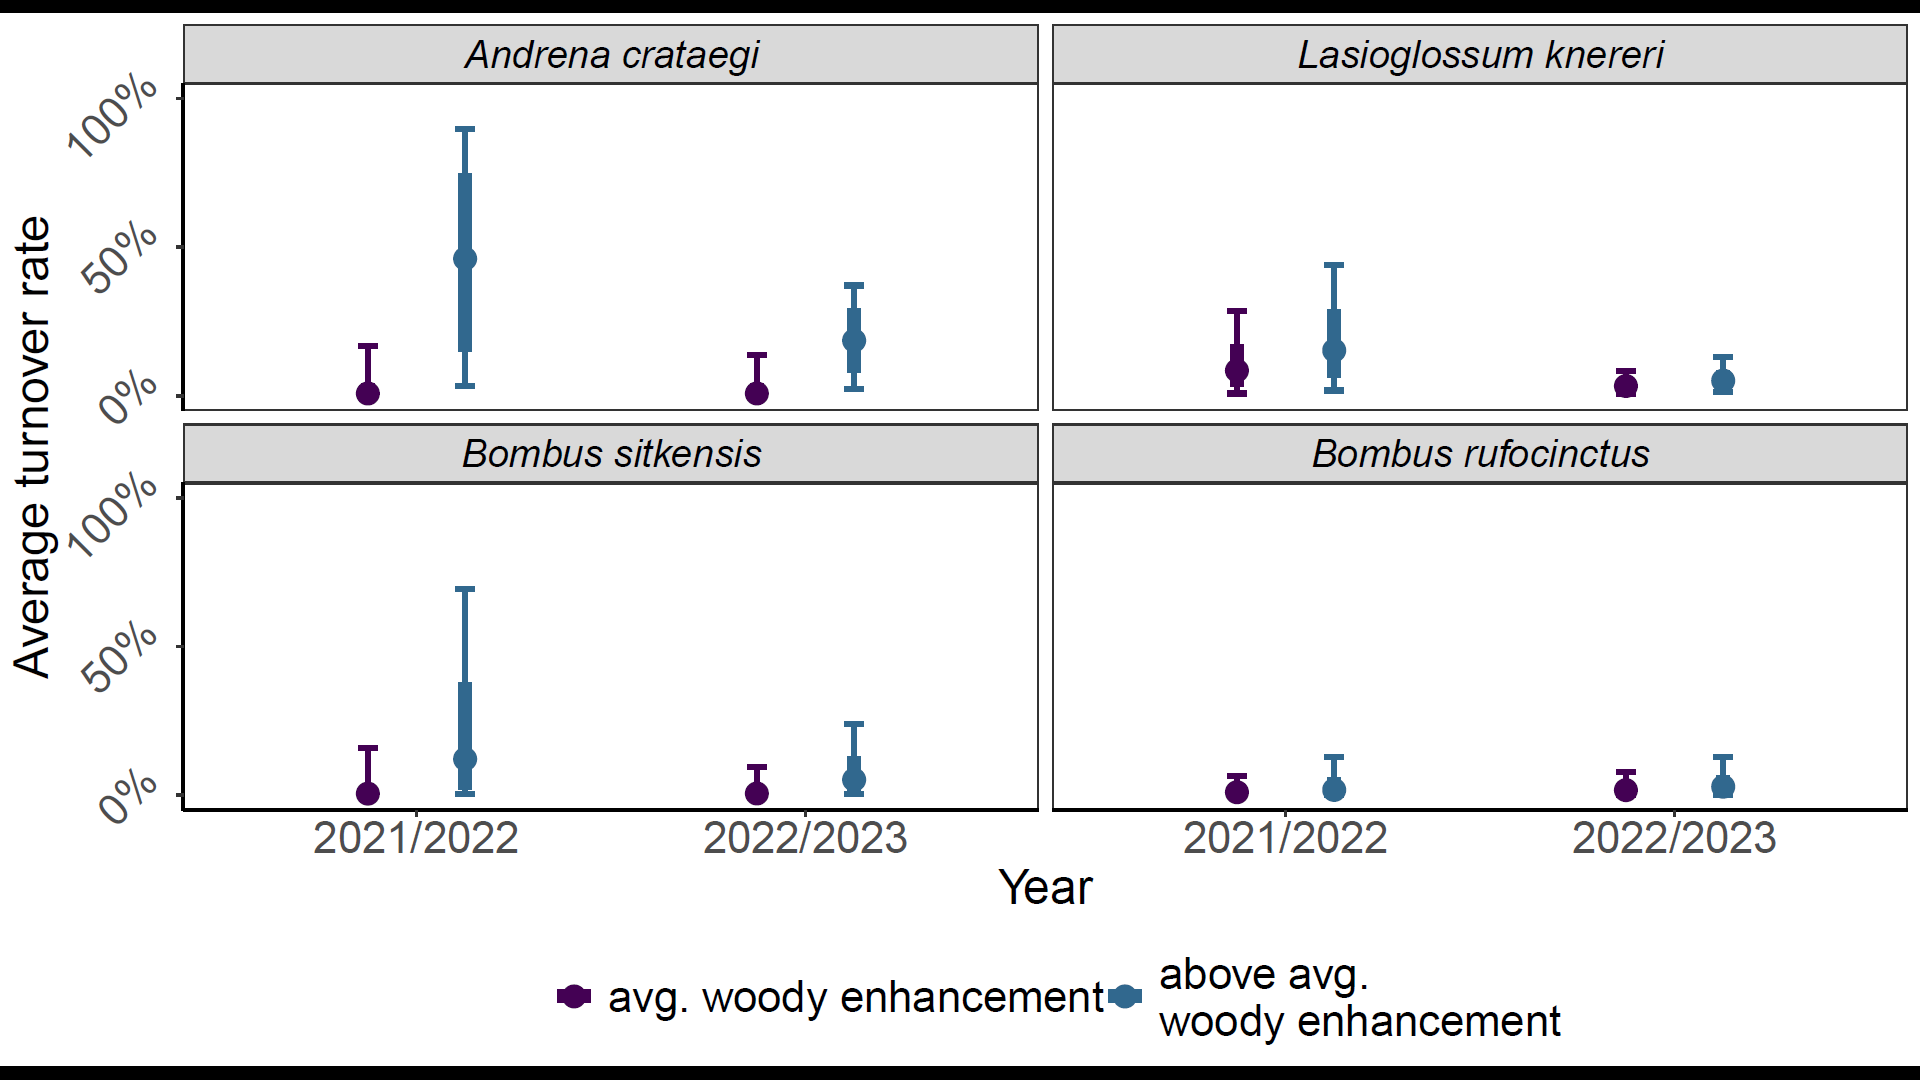 Andrena crataegi
Lasioglossum knereri
100%
50%
0%
Bombus sitkensis
Bombus rufocinctus
100%
50%
0%
Average turnover rate
2021/2022
2022/2023
2021/2022
2022/2023
Year
avg. woody enhancement
above avg.
woody enhancement